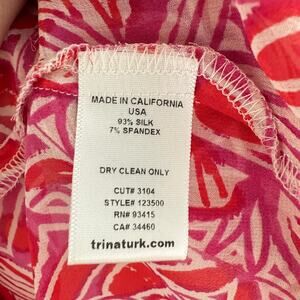 MADE IN CALIFORNIA
USA
93% SILK
7% SPANDEX
DRY CLEAN ONLY
CUT# 3104
STYLE# 123500
RN# 93415
CA# 34460
trinaturk.com